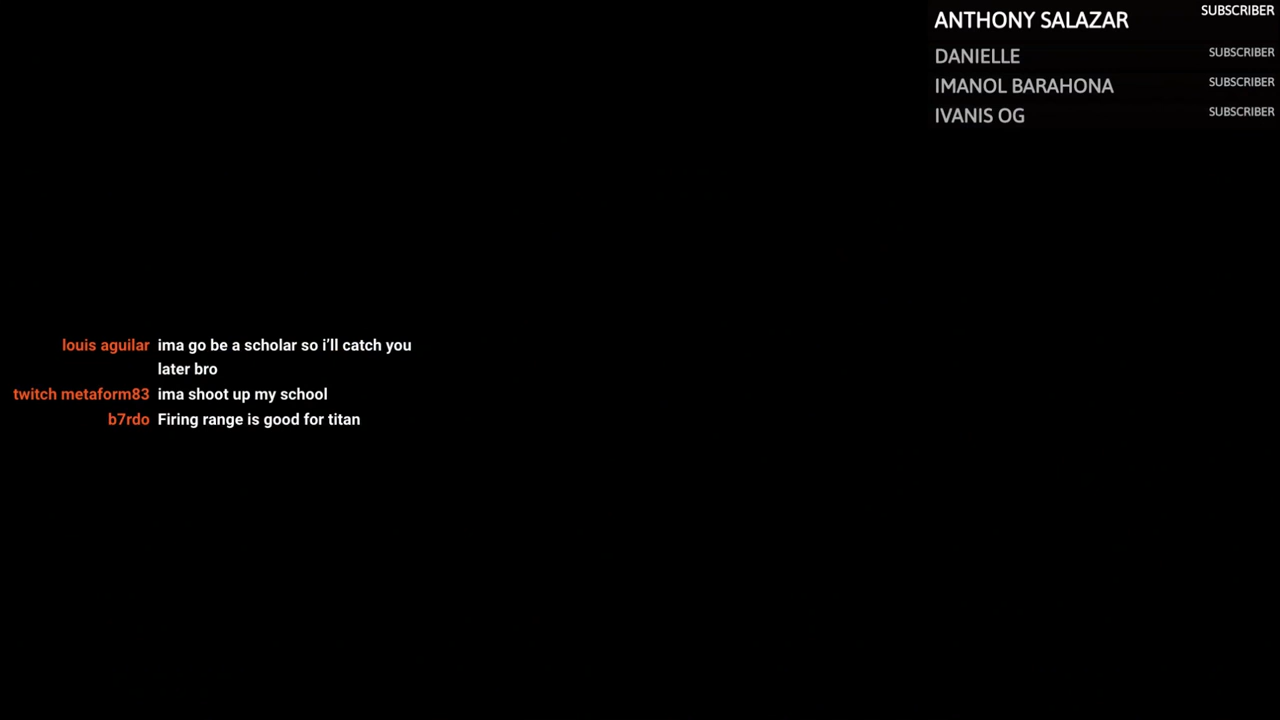 ANTHONY SALAZAR SUBSCRIBER
DANIELLE SUBSCRIBER
IMANOL BARAHONA SUBSCRIBER
IVANIS OG SUBSCRIBER
louis aguilar ima go be a scholar so i’ll catch you
later bro
twitch metaform83 ima shoot up my school
b7rdo Firing range is good for titan